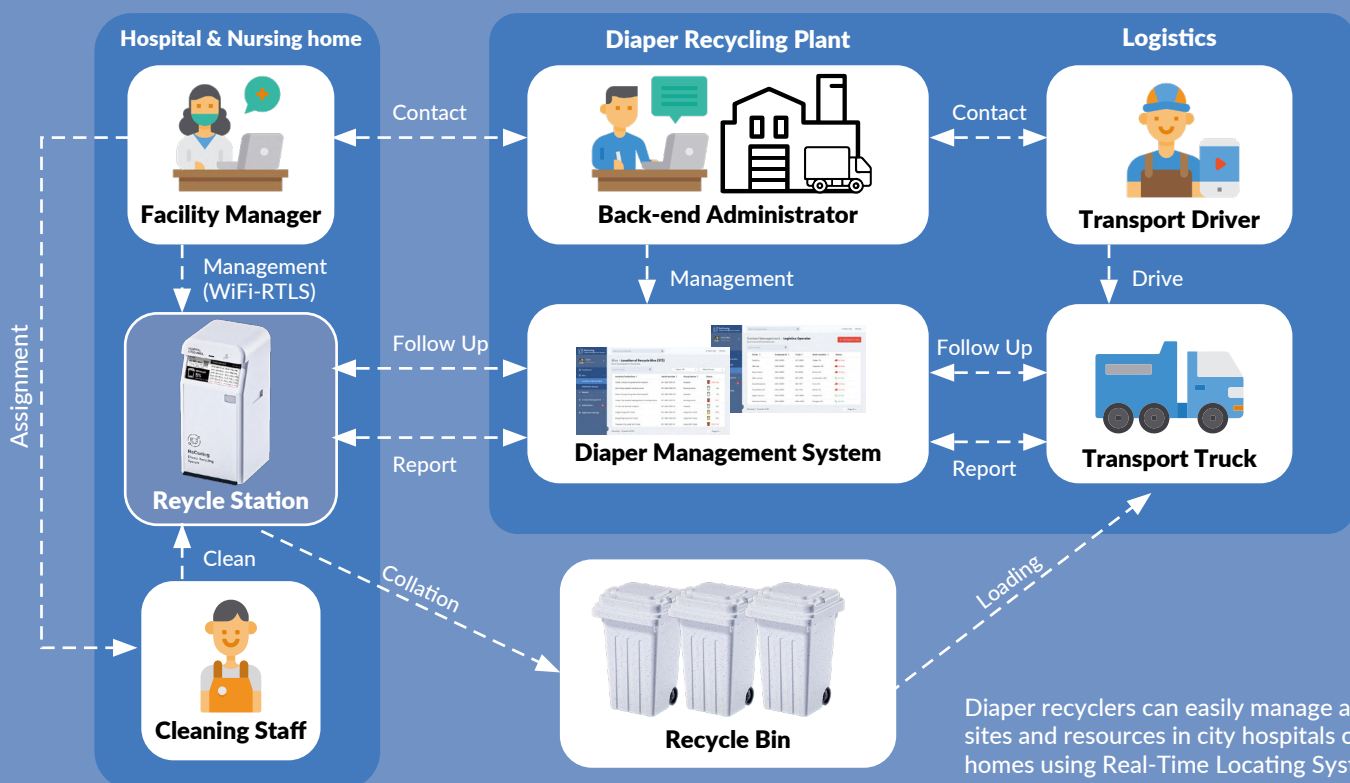 Hospital & Nursing home
Diaper Recycling Plant
Logistics
Contact
Contact
Facility Manager
Back-end Administrator
Transport Driver
Management
(WiFi-RTLS)
Management
Drive
Assignment
Follow Up
Follow Up
Report
Report
Reycle Station
Diaper Management System
Transport Truck
Clean
Collation
Loading
Cleaning Staff
Recycle Bin
Diaper recyclers can easily manage a
sites and resources in city hospitals o
homes using Real-Time Locating Syst